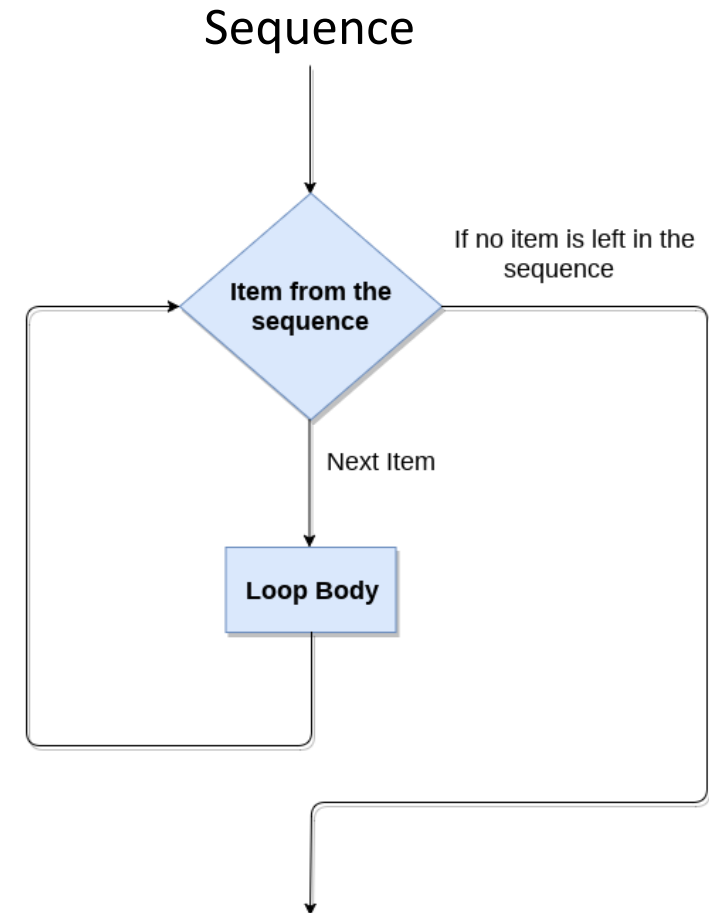 Sequence
If no item is left in the
sequence
Item from the
sequence
Next Item
Loop Body